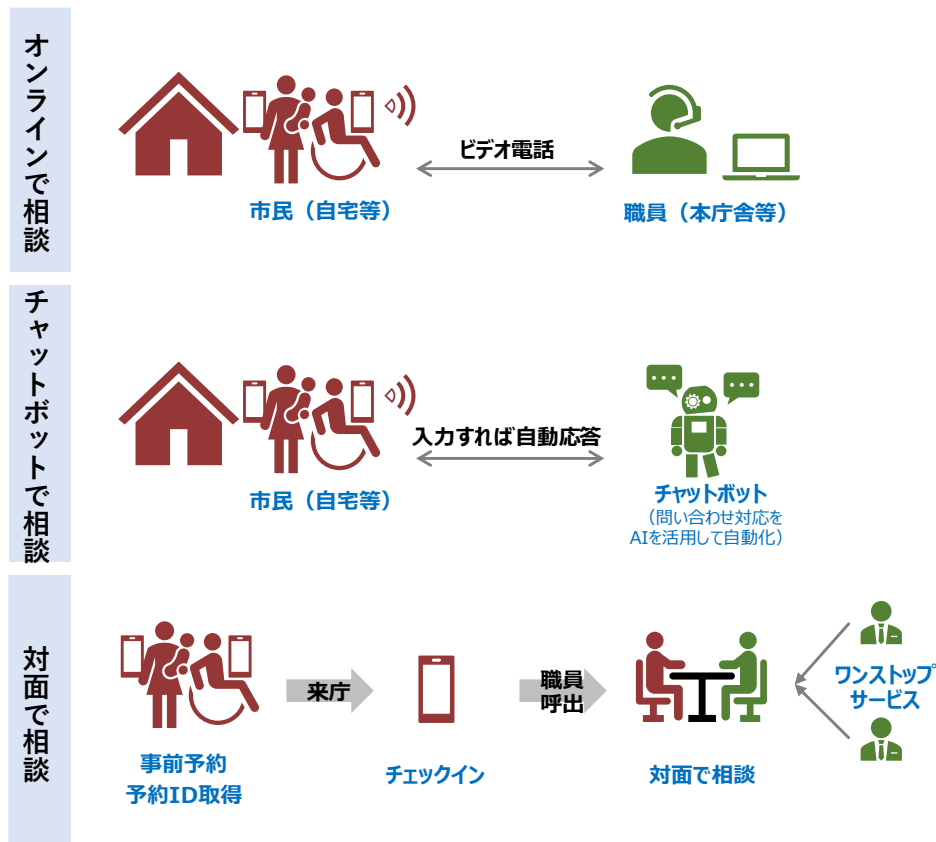 オンラインで相談
ビデオ電話
市民（自宅等）
職員（本庁舎等）
チャットボットで相談
入力すれば自動応答
市民（自宅等）
チャットボット
（問い合わせ対応を
AIを活用して自動化）
対面で相談
来庁
職員
呼出
ワンストップ
サービス
事前予約
予約ID取得
チェックイン
対面で相談